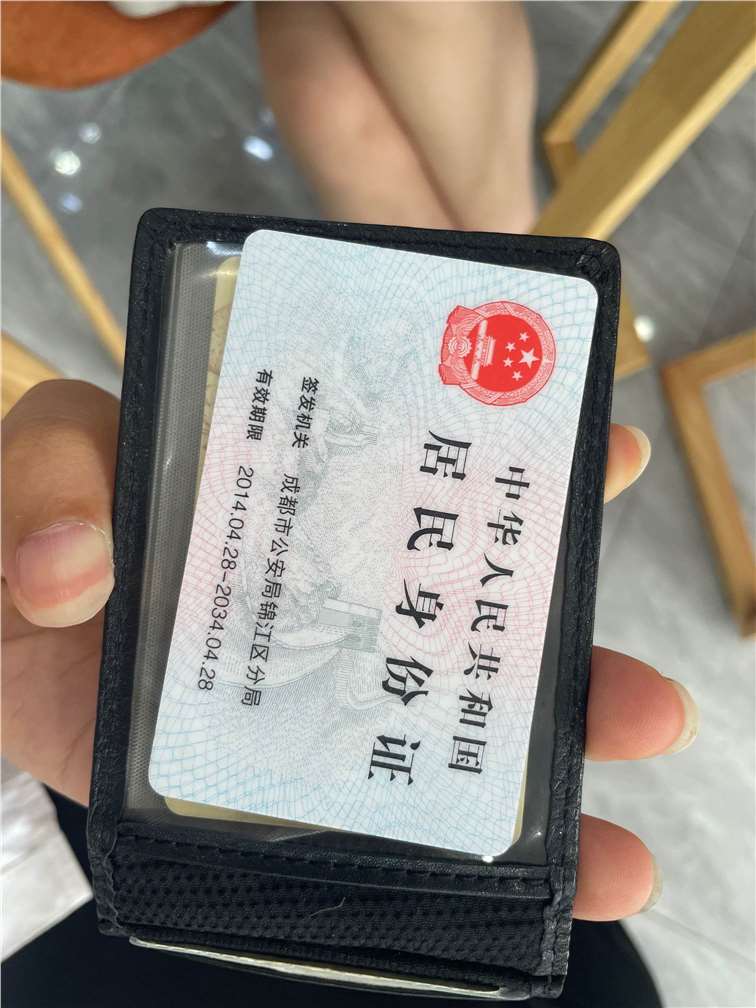 中华人民共和国
居民身份证
签发机关 成都市公安局锦江区分局
有效期限 2014.04.28-2034.04.28